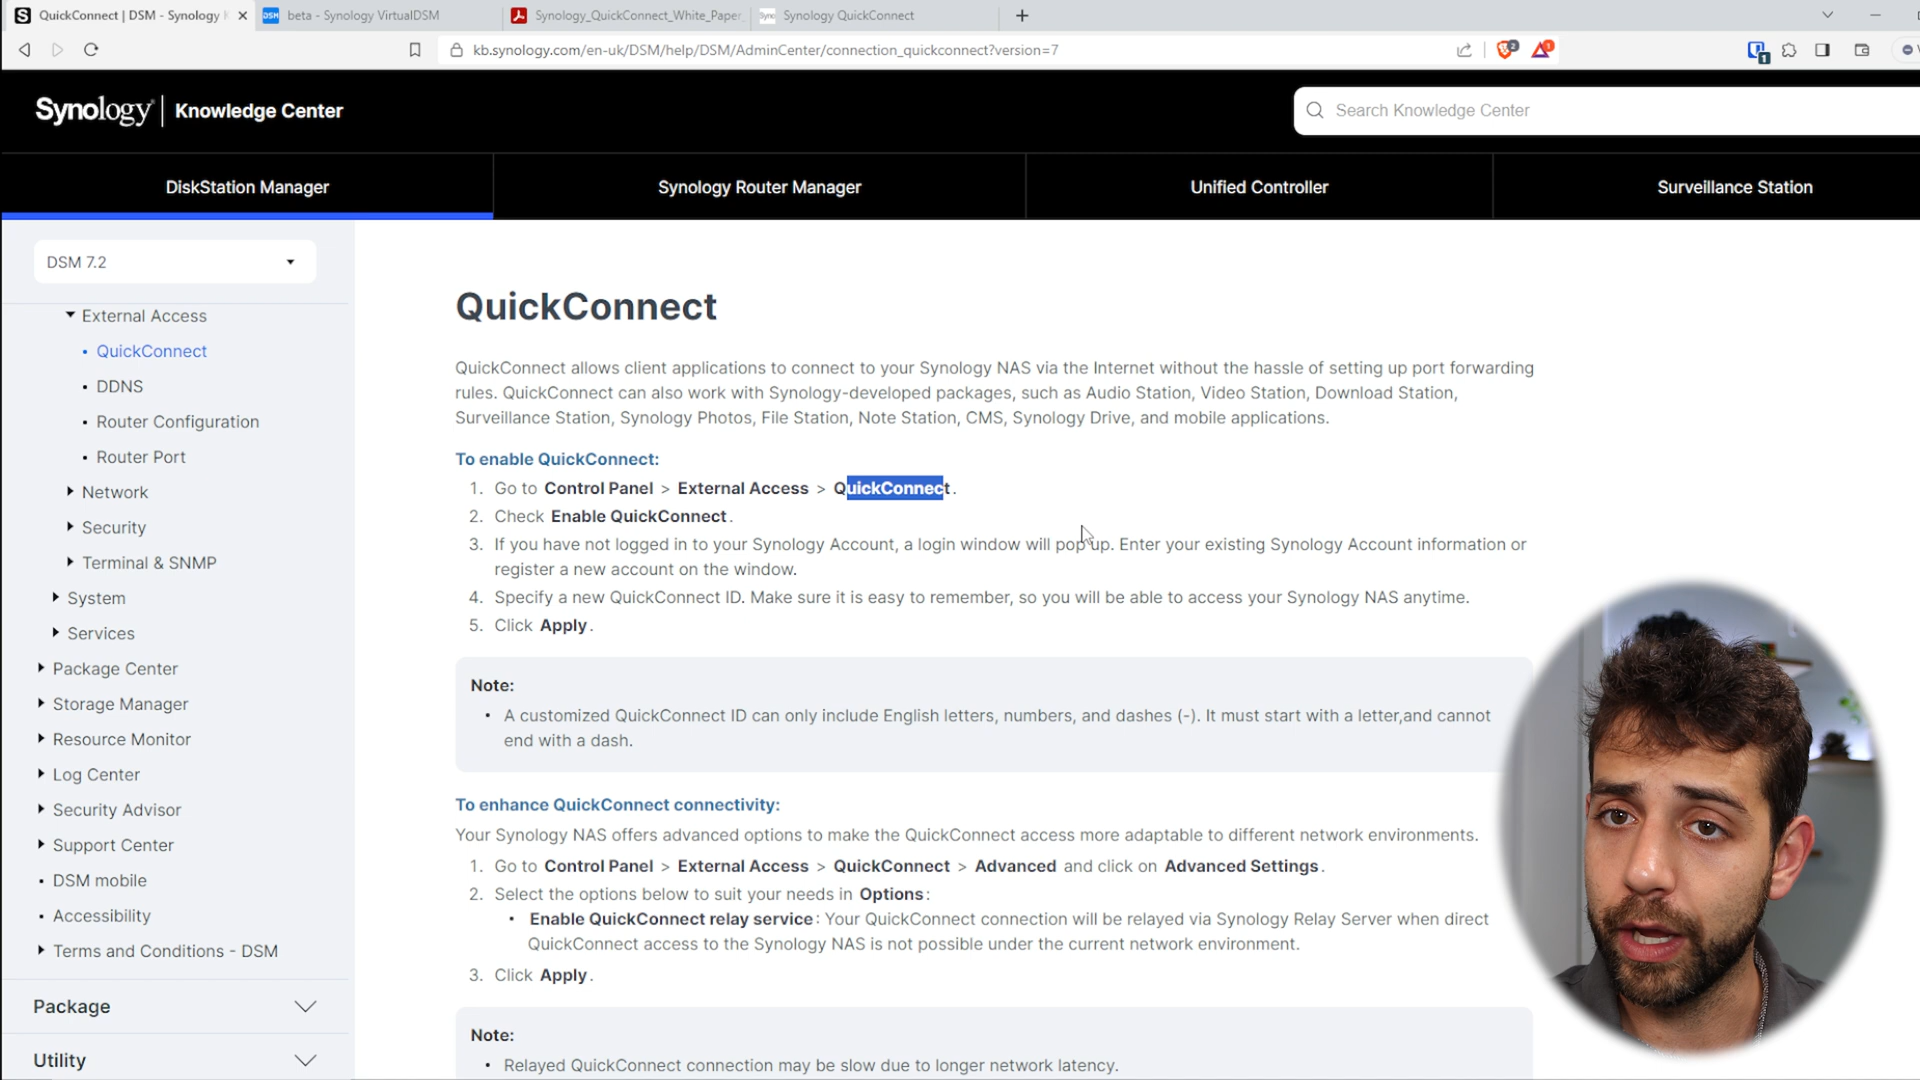 QuickConnect | DSM - Synology K
beta - Synology VirtualDSM
Synology_QuickConnect_White_Paper
Synology QuickConnect
kb.synology.com/en-uk/DSM/help/DSM/AdminCenter/connection_quickconnect?version=7
Synology | Knowledge Center
Search Knowledge Center
DiskStation Manager
Synology Router Manager
Unified Controller
Surveillance Station
DSM 7.2
External Access
• QuickConnect
• DDNS
• Router Configuration
• Router Port
Network
Security
Terminal & SNMP
System
Services
Package Center
Storage Manager
Resource Monitor
Log Center
Security Advisor
Support Center
• DSM mobile
• Accessibility
Terms and Conditions - DSM
Package
Utility
QuickConnect
QuickConnect allows client applications to connect to your Synology NAS via the Internet without the hassle of setting up port forwarding
rules. QuickConnect can also work with Synology-developed packages, such as Audio Station, Video Station, Download Station,
Surveillance Station, Synology Photos, File Station, Note Station, CMS, Synology Drive, and mobile applications.
To enable QuickConnect:
1. Go to Control Panel > External Access > QuickConnect.
2. Check Enable QuickConnect.
3. If you have not logged in to your Synology Account, a login window will pop up. Enter your existing Synology Account information or
register a new account on the window.
4. Specify a new QuickConnect ID. Make sure it is easy to remember, so you will be able to access your Synology NAS anytime.
5. Click Apply.
Note:
• A customized QuickConnect ID can only include English letters, numbers, and dashes (-). It must start with a letter,and cannot
end with a dash.
To enhance QuickConnect connectivity:
Your Synology NAS offers advanced options to make the QuickConnect access more adaptable to different network environments.
1. Go to Control Panel > External Access > QuickConnect > Advanced and click on Advanced Settings.
2. Select the options below to suit your needs in Options:
• Enable QuickConnect relay service: Your QuickConnect connection will be relayed via Synology Relay Server when direct
QuickConnect access to the Synology NAS is not possible under the current network environment.
3. Click Apply.
Note:
• Relayed QuickConnect connection may be slow due to longer network latency.